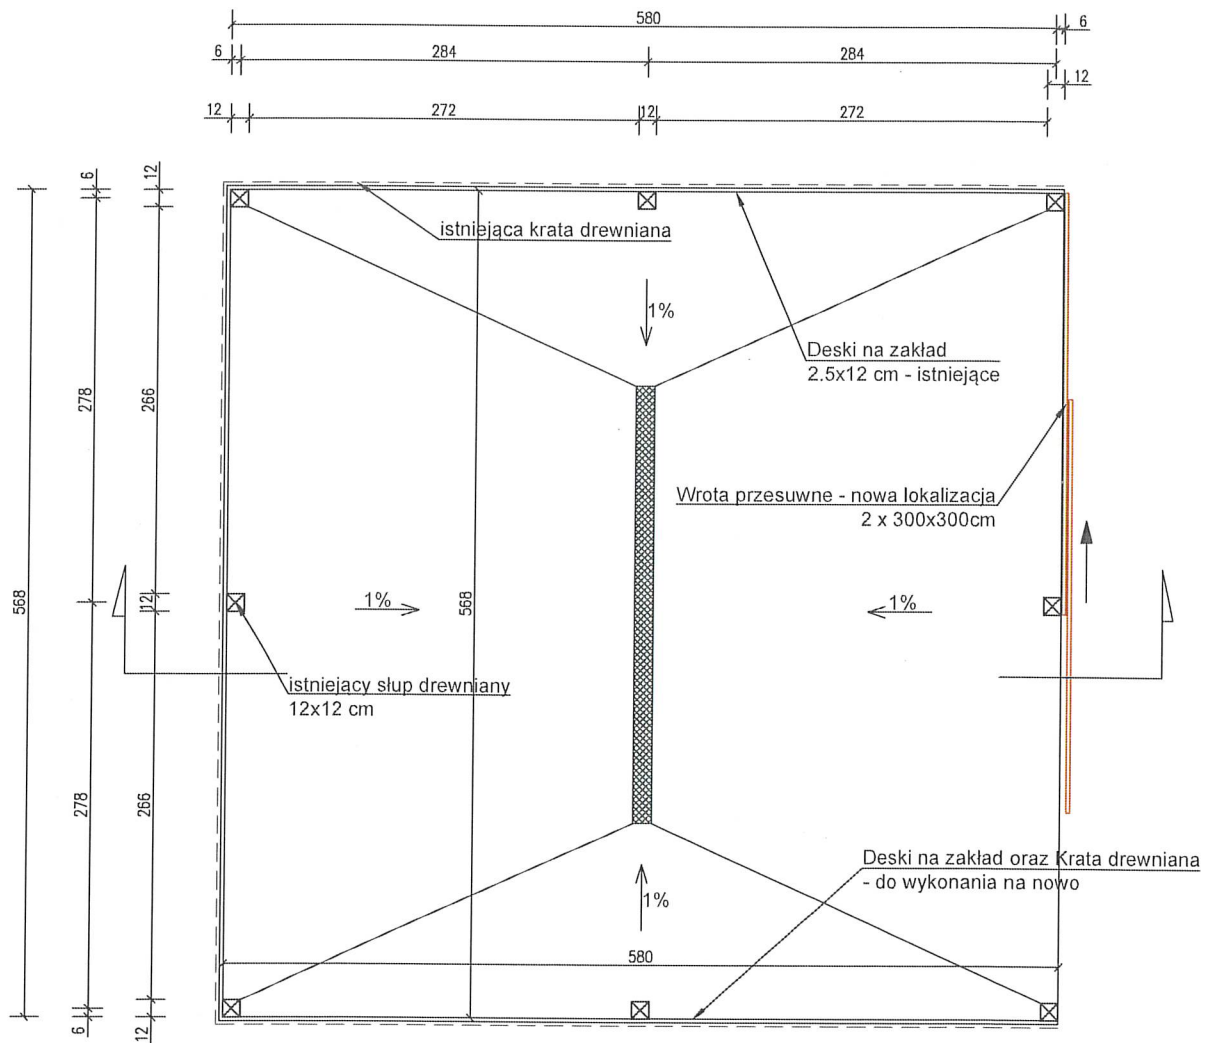 580
6
6
284
284
12
12
272
12
272
6
12
istniejąca krata drewniana
1%
Deski na zakład
2.5x12 cm - istniejące
278
266
Wrota przesuwne - nowa lokalizacja
2 x 300x300cm
568
12
1%
568
1%
istniejacy słup drewniany
12x12 cm
278
266
Deski na zakład oraz Krata drewniana
- do wykonania na nowo
1%
580
6
12